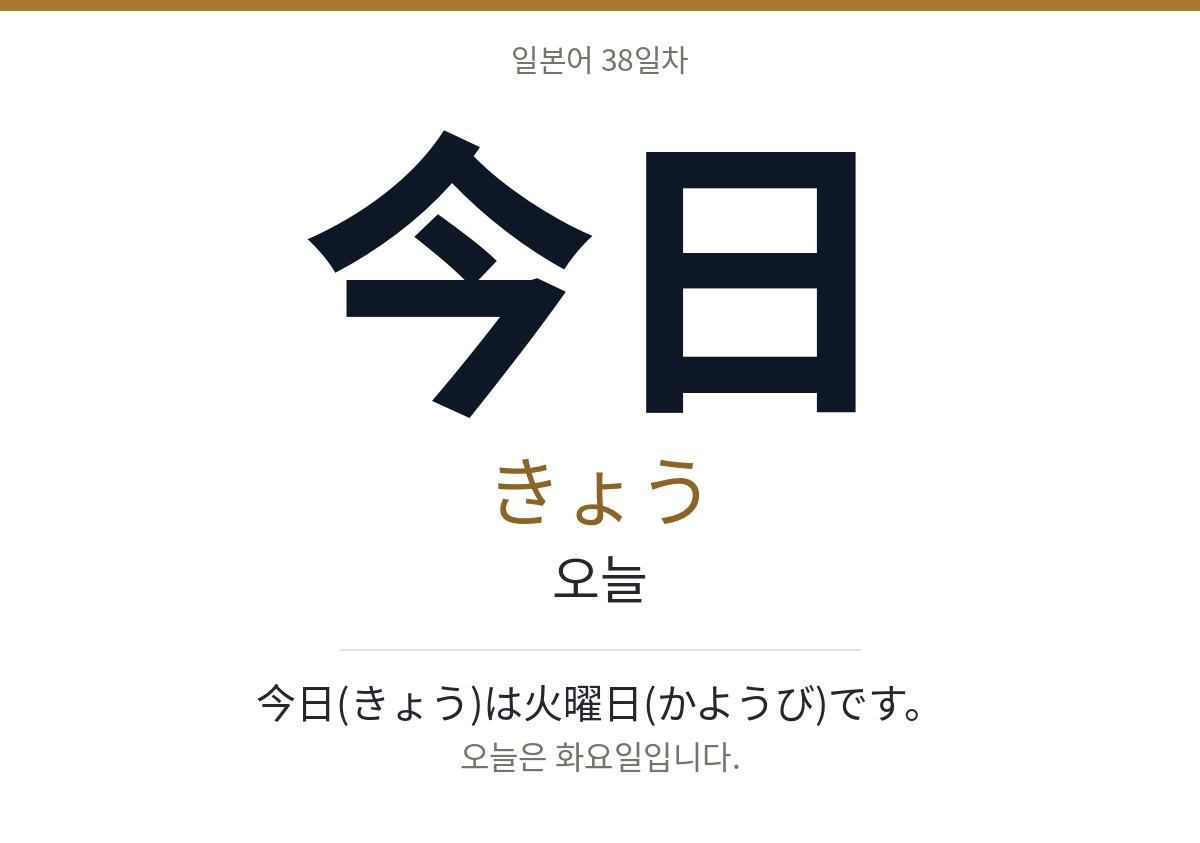 일본어 38일차
今日
きょう
오늘
今日(きょう)は火曜日(かようび)です。
오늘은 화요일입니다.